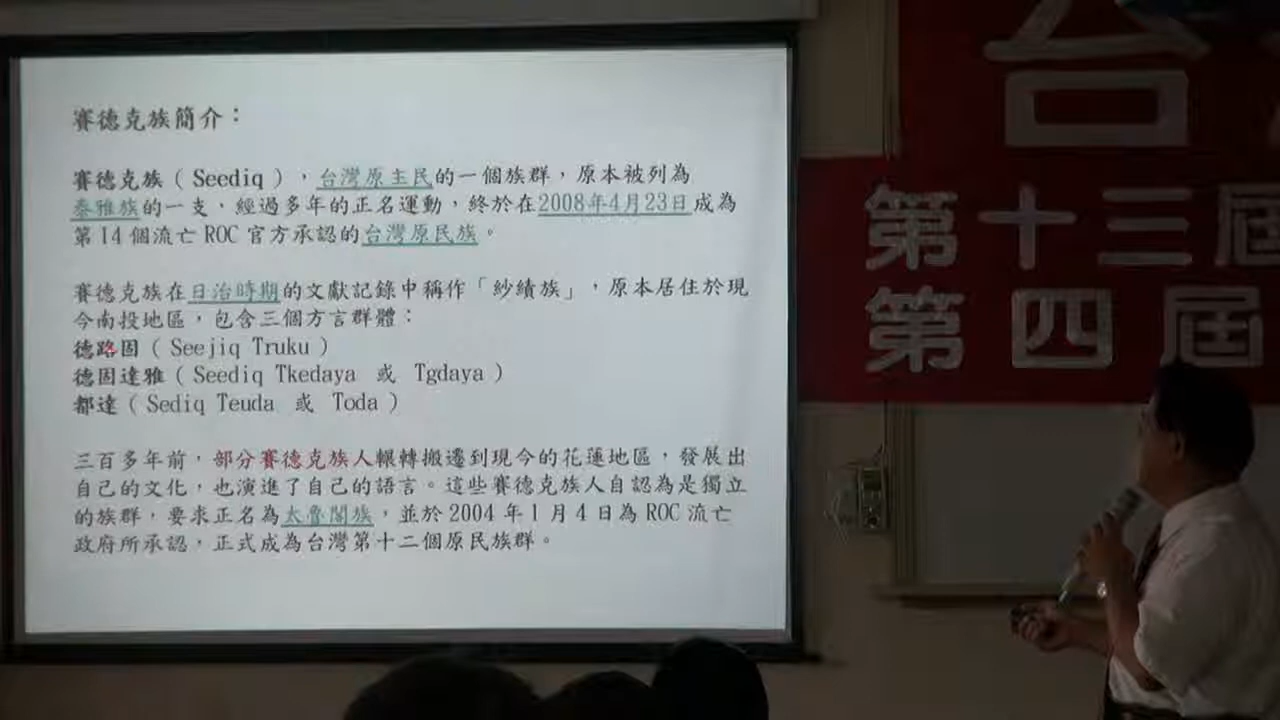 賽德克族簡介：
賽德克族 ( Seediq ) ，台灣原主民的一個族群，原本被列為
泰雅族的一支，經過多年的正名運動，終於在2008年4月23日成為
第 14 個流亡 ROC 官方承認的台灣原民族。
賽德克族在日治時期的文獻記錄中稱作「紗績族」，原本居住於現
今南投地區，包含三個方言群體：
德路固 ( Seejiq Truku )
德固達雅 ( Seediq Tkedaya 或 Tgdaya )
都達 ( Sediq Teuda 或 Toda )
三百多年前，部分賽德克族人輾轉搬遷到現今的花蓮地區，發展出
自己的文化，也演進了自己的語言。這些賽德克族人自認為是獨立
的族群，要求正名為太魯閣族，並於 2004 年 1 月 4 日為 ROC 流亡
政府所承認，正式成為台灣第十二個原民族群。
台
第十三屆
第四屆